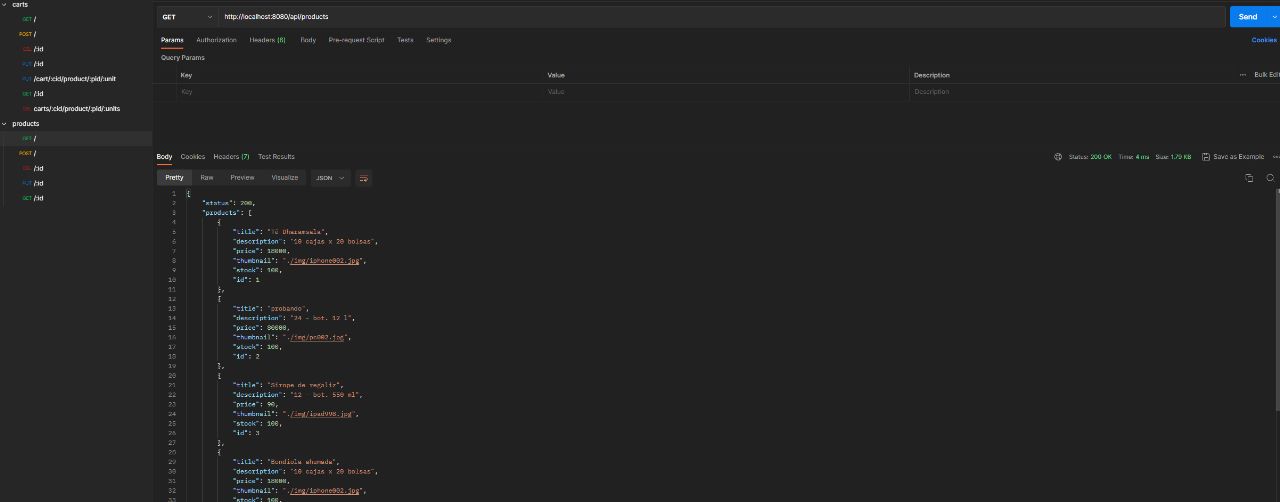 carts
GET /
POST /
DEL /:id
PUT /:id
PUT /cart/:cid/product/:pid/:unit
GET /:id
DEL carts/:cid/product/:pid/:units
products
GET /
POST /
DEL /:id
PUT /:id
GET /:id
GET http://localhost:8080/api/products Send
Params Authorization Headers (6) Body Pre-request Script Tests Settings Cookies
Query Params
Key Value Description Bulk Edit
Key Value Description
Body Cookies Headers (7) Test Results Status: 200 OK Time: 4 ms Size: 1.79 KB Save as Example
Pretty Raw Preview Visualize JSON
1 {
2 "status": 200,
3 "products": [
4 {
5 "title": "Té Dharamsala",
6 "description": "10 cajas x 20 bolsas",
7 "price": 18000,
8 "thumbnail": "./img/iphone002.jpg",
9 "stock": 100,
10 "id": 1
11 },
12 {
13 "title": "probando",
14 "description": "24 - bot. 12 l",
15 "price": 80000,
16 "thumbnail": "./img/pc002.jpg",
17 "stock": 100,
18 "id": 2
19 },
20 {
21 "title": "Sirope de regaliz",
22 "description": "12 - bot. 550 ml",
23 "price": 90,
24 "thumbnail": "./img/ipad998.jpg",
25 "stock": 100,
26 "id": 3
27 },
28 {
29 "title": "Bondiola ahumada",
30 "description": "10 cajas x 20 bolsas",
31 "price": 18000,
32 "thumbnail": "./img/iphone002.jpg",
33 "stock": 100,